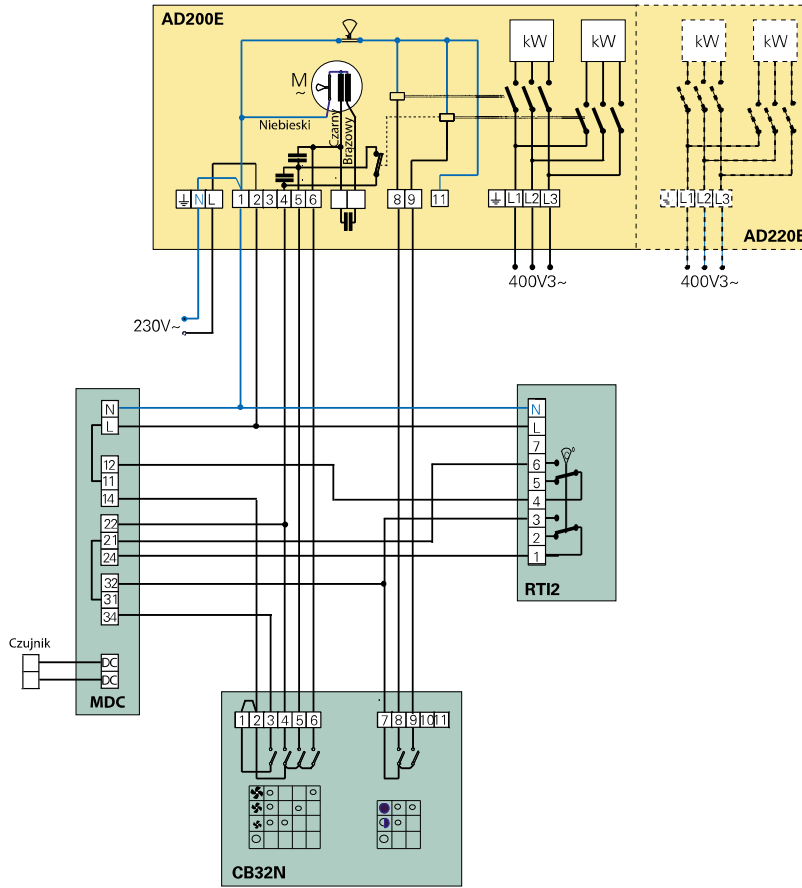 AD200E
kW kW kW kW
M
~
Niebieski
Czarny
Brązowy
N L 1 2 3 4 5 6 8 9 11 L1 L2 L3 L1 L2 L3
AD220E
400V3~ 400V3~
230V~
N
L
12
11
14
22
21
24
32
31
34
DC
DC
MDC
Czujnik
N
L
7
6
5
4
3
2
1
RTI2
1 2 3 4 5 6 7 8 9 10 11
CB32N